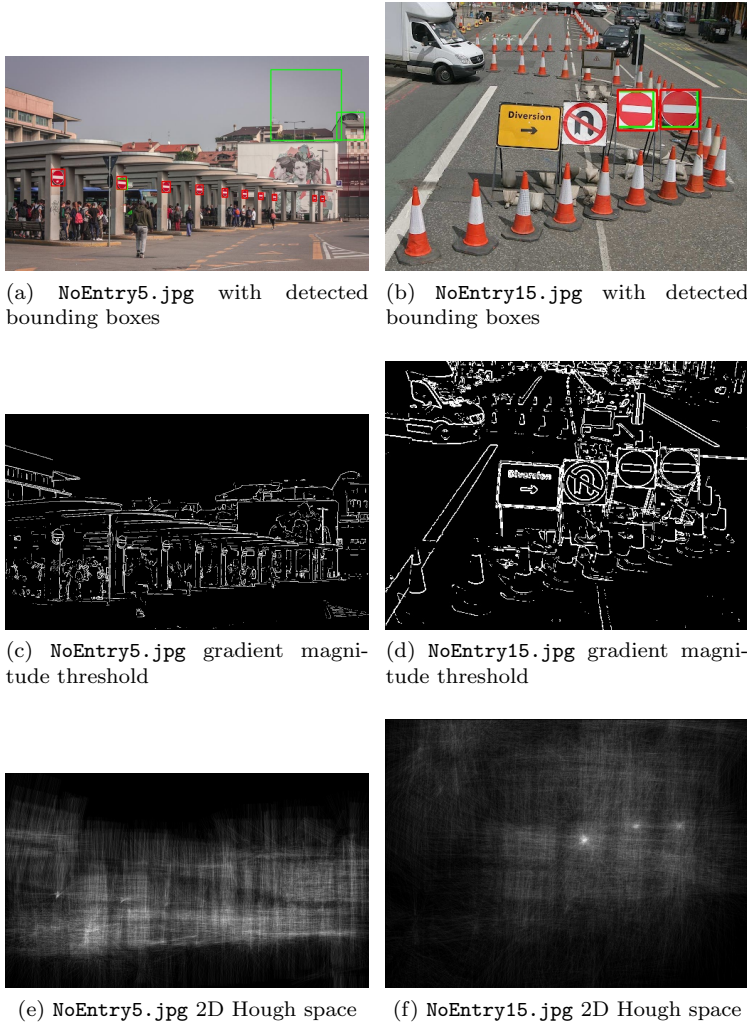 Diversion
(a) NoEntry5.jpg with detected
bounding boxes
(b) NoEntry15.jpg with detected
bounding boxes
Diversion
(c) NoEntry5.jpg gradient magni-
tude threshold
(d) NoEntry15.jpg gradient magni-
tude threshold
(e) NoEntry5.jpg 2D Hough space
(f) NoEntry15.jpg 2D Hough space